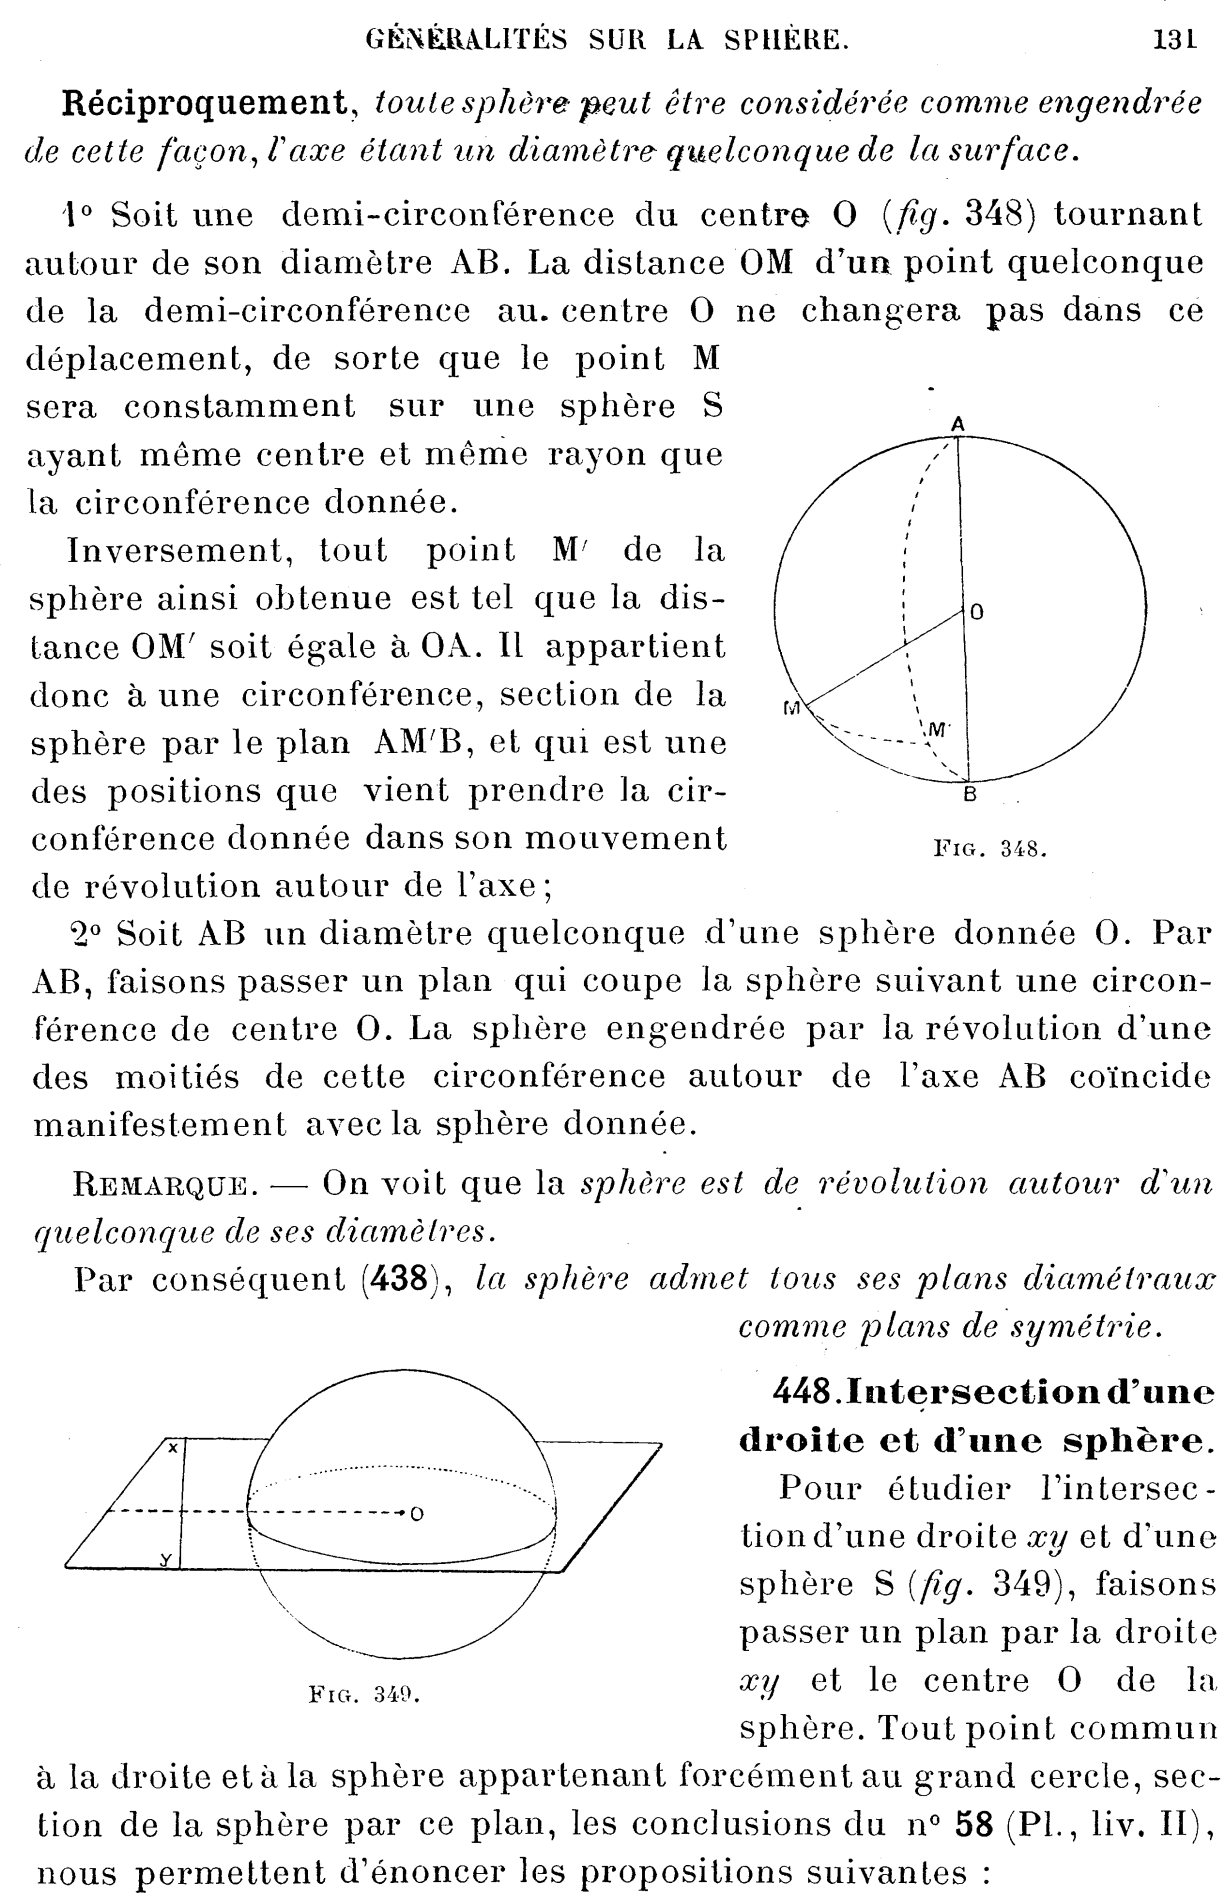 GÉNÉRALITÉS SUR LA SPHÈRE. 131
Réciproquement, toute sphère peut être considérée comme engendrée
de cette façon, l'axe étant un diamètre quelconque de la surface.
1º Soit une demi-circonférence du centre O (fig. 348) tournant
autour de son diamètre AB. La distance OM d'un point quelconque
de la demi-circonférence au. centre O ne changera pas dans ce
déplacement, de sorte que le point M
sera constamment sur une sphère S
ayant même centre et même rayon que
la circonférence donnée.
Inversement, tout point M' de la
sphère ainsi obtenue est tel que la dis-
tance OM' soit égale à OA. Il appartient
donc à une circonférence, section de la
sphère par le plan AM'B, et qui est une
des positions que vient prendre la cir-
conférence donnée dans son mouvement
de révolution autour de l'axe;
A
O
M
M'
B
FIG. 348.
2º Soit AB un diamètre quelconque d'une sphère donnée O. Par
AB, faisons passer un plan qui coupe la sphère suivant une circon-
férence de centre O. La sphère engendrée par la révolution d'une
des moitiés de cette circonférence autour de l'axe AB coïncide
manifestement avec la sphère donnée.
REMARQUE. — On voit que la sphère est de révolution autour d'un
quelconque de ses diamètres.
Par conséquent (438), la sphère admet tous ses plans diamétraux
comme plans de symétrie.
x
O
y
FIG. 349.
448. Intersection d'une
droite et d'une sphère.
Pour étudier l'intersec-
tion d'une droite xy et d'une
sphère S (fig. 349), faisons
passer un plan par la droite
xy et le centre O de la
sphère. Tout point commun
à la droite et à la sphère appartenant forcément au grand cercle, sec-
tion de la sphère par ce plan, les conclusions du nº 58 (Pl., liv. II),
nous permettent d'énoncer les propositions suivantes :